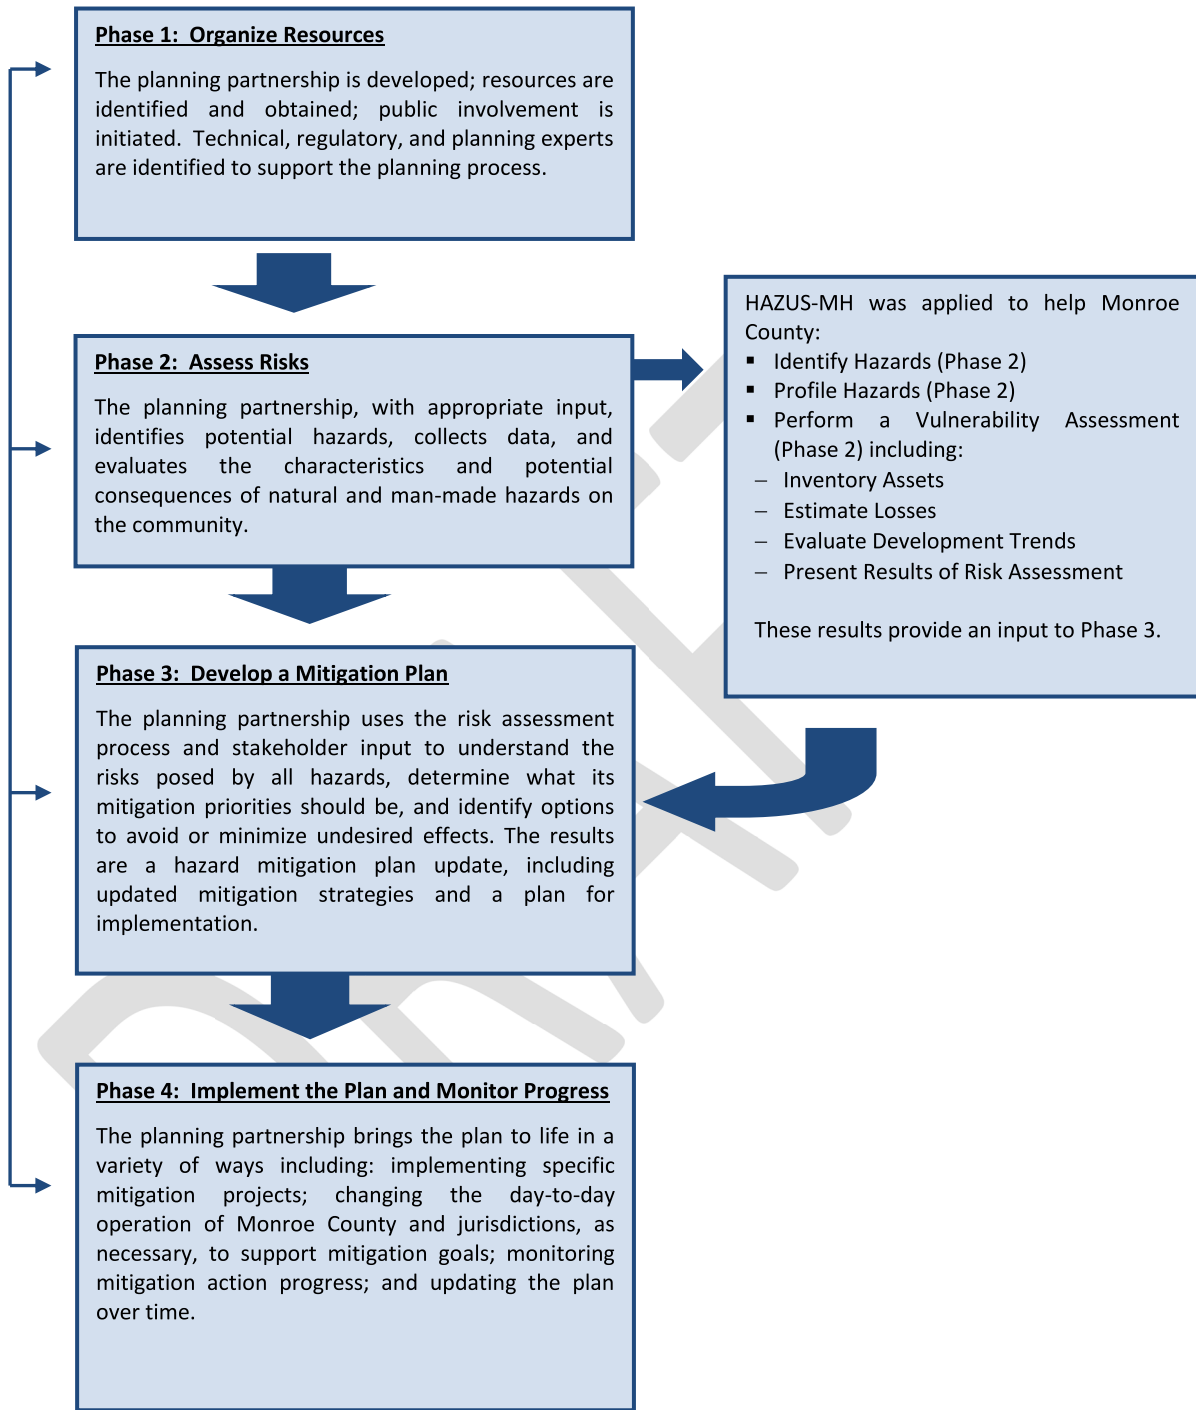 Phase 1: Organize Resources
The planning partnership is developed; resources are
identified and obtained; public involvement is
initiated. Technical, regulatory, and planning experts
are identified to support the planning process.
Phase 2: Assess Risks
The planning partnership, with appropriate input,
identifies potential hazards, collects data, and
evaluates the characteristics and potential
consequences of natural and man-made hazards on
the community.
HAZUS-MH was applied to help Monroe
County:
▪ Identify Hazards (Phase 2)
▪ Profile Hazards (Phase 2)
▪ Perform a Vulnerability Assessment
(Phase 2) including:
– Inventory Assets
– Estimate Losses
– Evaluate Development Trends
– Present Results of Risk Assessment
These results provide an input to Phase 3.
Phase 3: Develop a Mitigation Plan
The planning partnership uses the risk assessment
process and stakeholder input to understand the
risks posed by all hazards, determine what its
mitigation priorities should be, and identify options
to avoid or minimize undesired effects. The results
are a hazard mitigation plan update, including
updated mitigation strategies and a plan for
implementation.
Phase 4: Implement the Plan and Monitor Progress
The planning partnership brings the plan to life in a
variety of ways including: implementing specific
mitigation projects; changing the day-to-day
operation of Monroe County and jurisdictions, as
necessary, to support mitigation goals; monitoring
mitigation action progress; and updating the plan
over time.
DRAFT